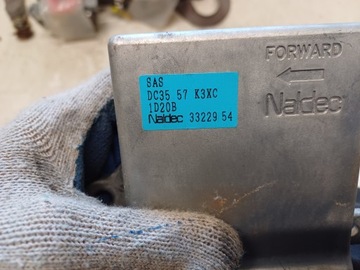 FORWARD
Naldec
SAS
DC35 57 K3XC
1D20B
Naldec 33229 54